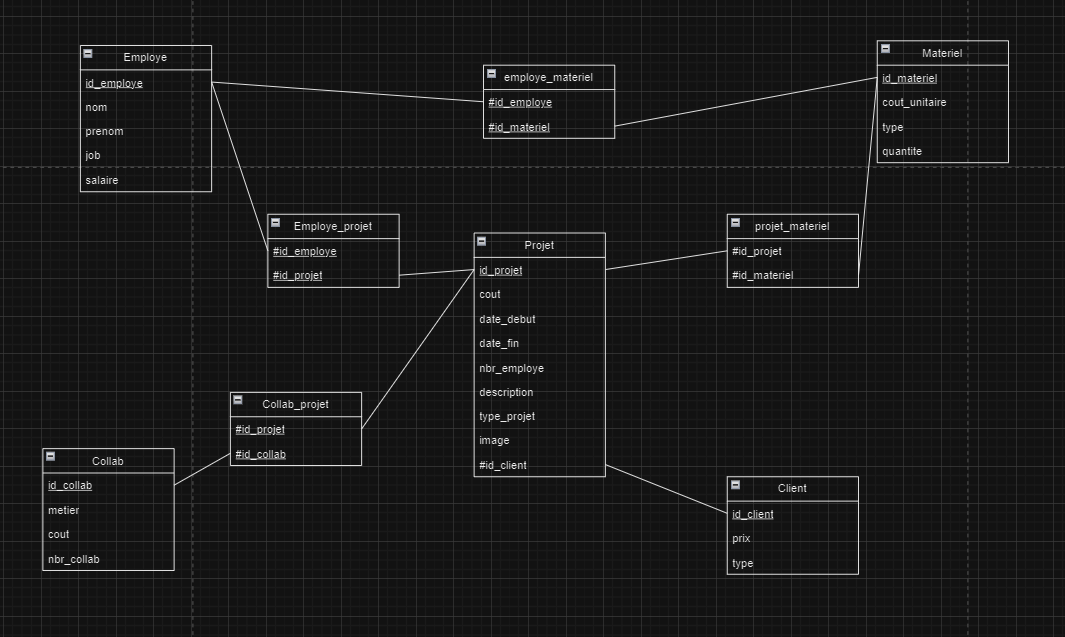 Employe
id_employe
nom
prenom
job
salaire
employe_materiel
#id_employe
#id_materiel
Materiel
id_materiel
cout_unitaire
type
quantite
Employe_projet
#id_employe
#id_projet
Projet
id_projet
cout
date_debut
date_fin
nbr_employe
description
type_projet
image
#id_client
projet_materiel
#id_projet
#id_materiel
Collab_projet
#id_projet
#id_collab
Collab
id_collab
metier
cout
nbr_collab
Client
id_client
prix
type